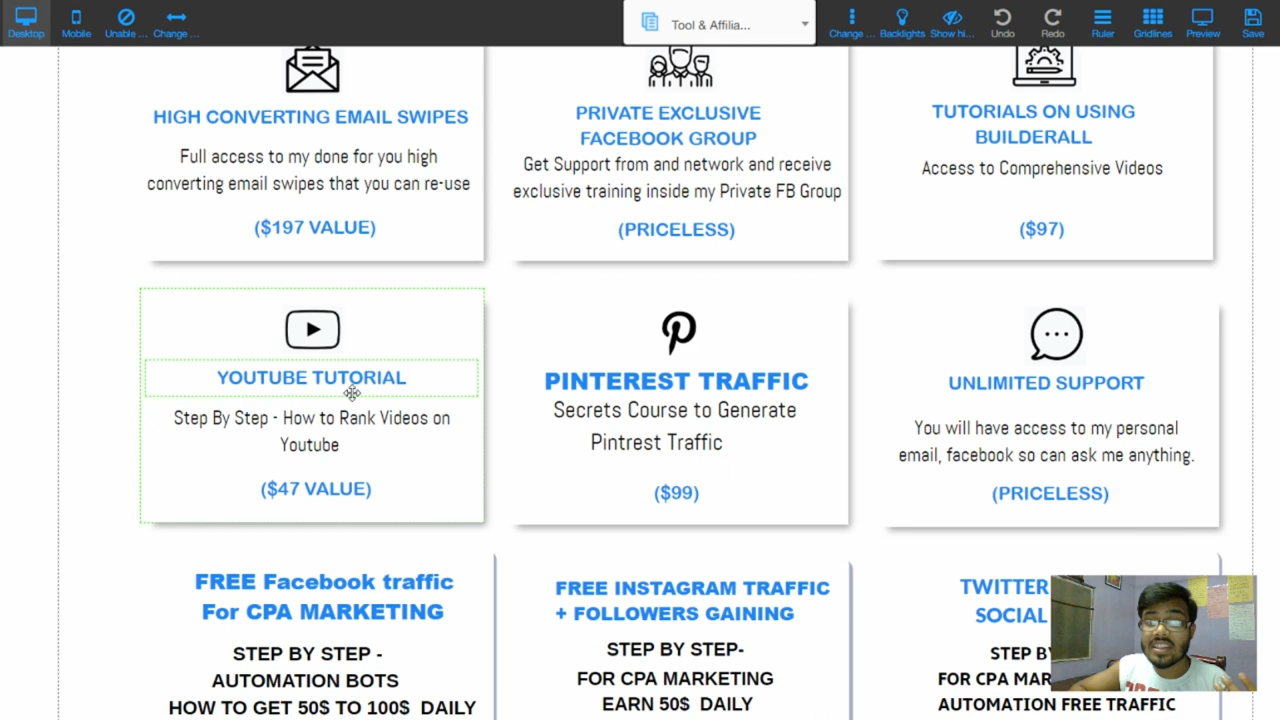 Desktop
Mobile
Unable ...
Change ...
Tool & Affilia...
Change ...
Backlights
Show hi...
Undo
Redo
Ruler
Gridlines
Preview
Save
HIGH CONVERTING EMAIL SWIPES
Full access to my done for you high
converting email swipes that you can re-use
($197 VALUE)
PRIVATE EXCLUSIVE
FACEBOOK GROUP
Get Support from and network and receive
exclusive training inside my Private FB Group
(PRICELESS)
TUTORIALS ON USING
BUILDERALL
Access to Comprehensive Videos
($97)
YOUTUBE TUTORIAL
Step By Step - How to Rank Videos on
Youtube
($47 VALUE)
PINTEREST TRAFFIC
Secrets Course to Generate
Pintrest Traffic
($99)
UNLIMITED SUPPORT
You will have access to my personal
email, facebook so can ask me anything.
(PRICELESS)
FREE Facebook traffic
For CPA MARKETING
STEP BY STEP -
AUTOMATION BOTS
HOW TO GET 50$ TO 100$ DAILY
FREE INSTAGRAM TRAFFIC
+ FOLLOWERS GAINING
STEP BY STEP-
FOR CPA MARKETING
EARN 50$ DAILY
TWITTER
SOCIAL
STEP BY
FOR CPA MAR
AUTOMATION FREE TRAFFIC